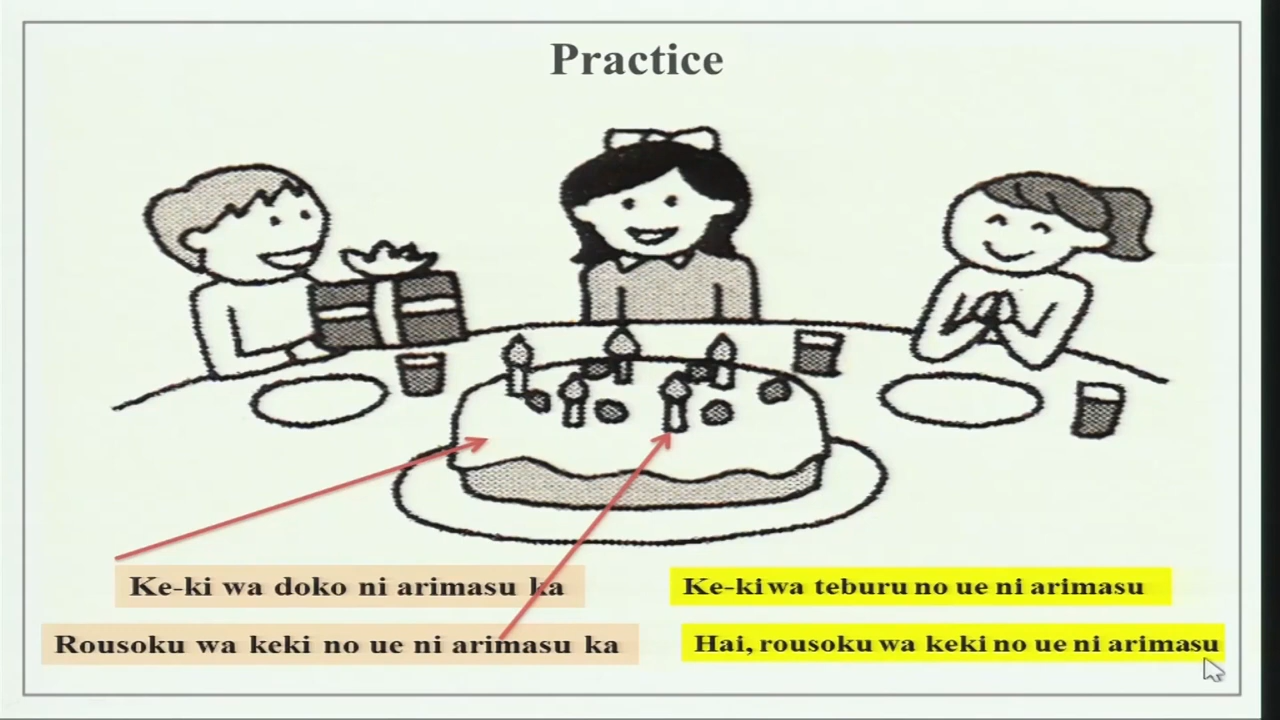 Practice
Ke-ki wa doko ni arimasu ka
Ke-ki wa teburu no ue ni arimasu
Rousoku wa keki no ue ni arimasu ka
Hai, rousoku wa keki no ue ni arimasu